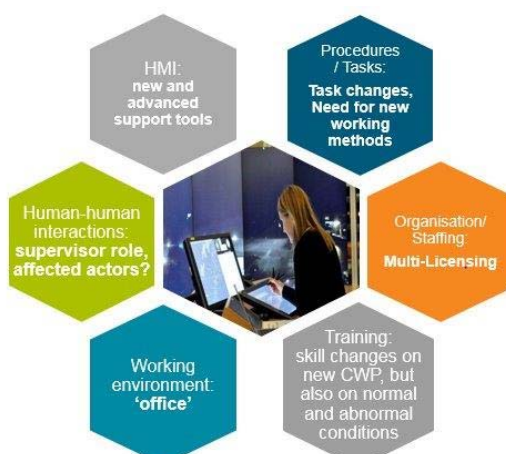 HMI:
new and
advanced
support tools
Procedures
/ Tasks:
Task changes,
Need for new
working
methods
Human-human
interactions:
supervisor role,
affected actors?
Organisation/
Staffing:
Multi-Licensing
Working
environment:
‘office’
Training:
skill changes on
new CWP, but
also on normal
and abnormal
conditions